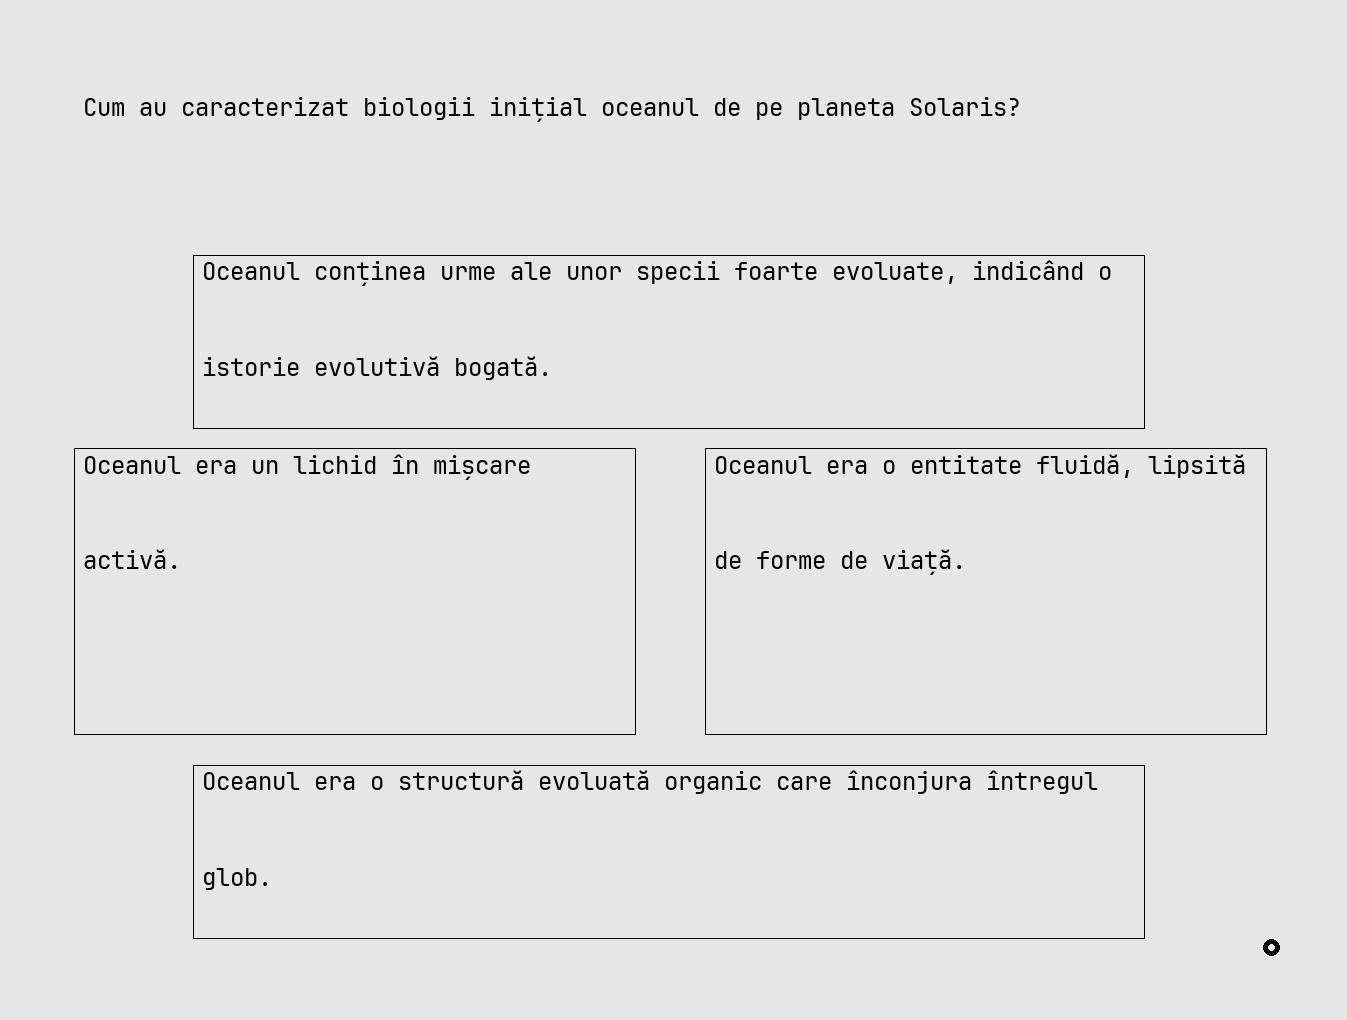 Cum au caracterizat biologii inițial oceanul de pe planeta Solaris?
Oceanul conținea urme ale unor specii foarte evoluate, indicând o
istorie evolutivă bogată.
Oceanul era un lichid în mișcare
activă.
Oceanul era o entitate fluidă, lipsită
de forme de viață.
Oceanul era o structură evoluată organic care înconjura întregul
glob.